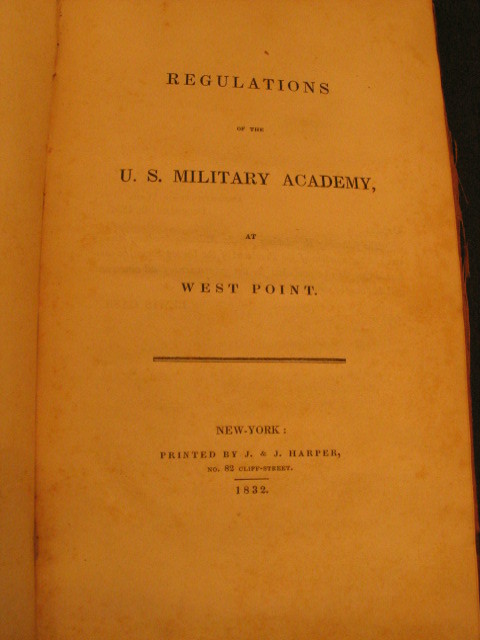 REGULATIONS
OF THE
U. S. MILITARY ACADEMY,
AT
WEST POINT.
NEW-YORK:
PRINTED BY J. & J. HARPER,
NO. 82 CLIFF-STREET.
1832.